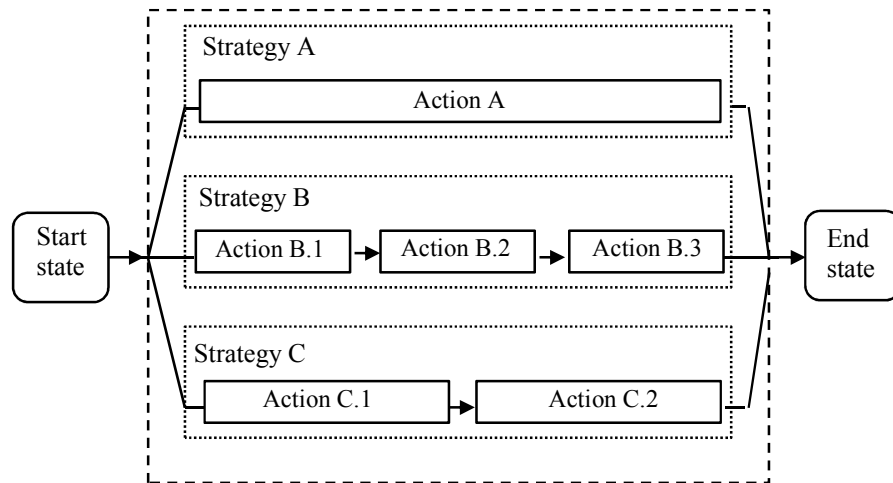 Strategy A
Action A
Strategy B
Start
state
Action B.1
Action B.2
Action B.3
End
state
Strategy C
Action C.1
Action C.2